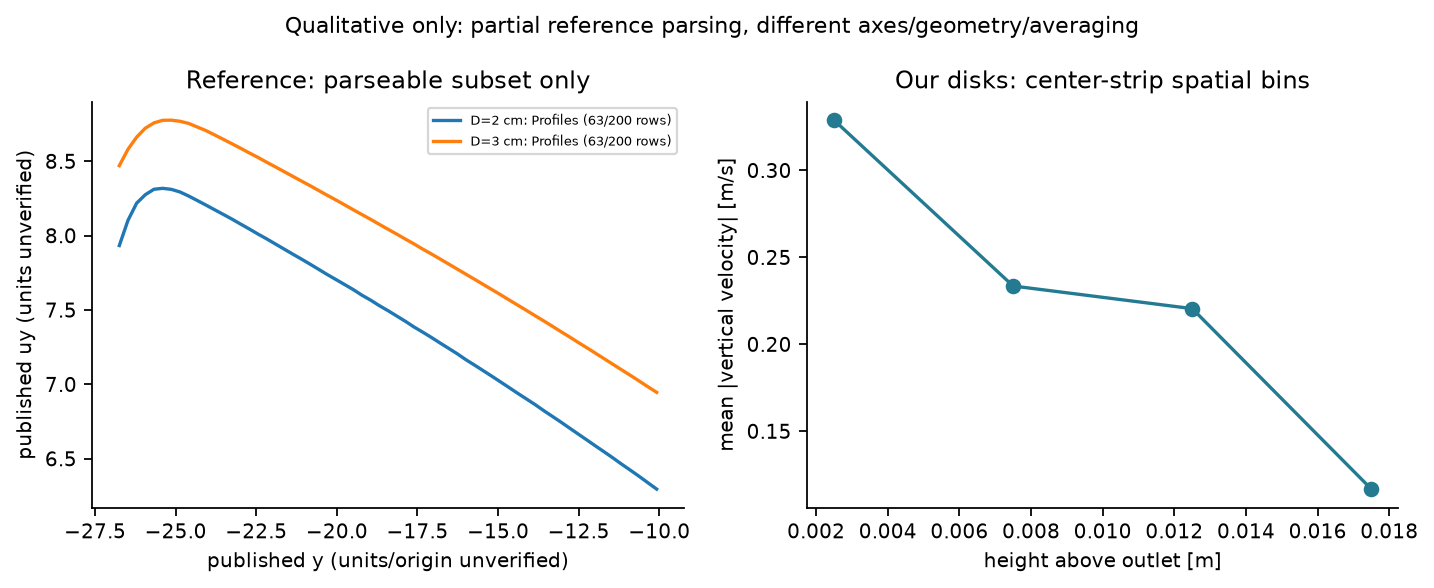 Qualitative only: partial reference parsing, different axes/geometry/averaging
Reference: parseable subset only
published uy (units unverified)
8.5
8.0
7.5
7.0
6.5
D=2 cm: Profiles (63/200 rows)
D=3 cm: Profiles (63/200 rows)
−27.5 −25.0 −22.5 −20.0 −17.5 −15.0 −12.5 −10.0
published y (units/origin unverified)
Our disks: center-strip spatial bins
mean |vertical velocity| [m/s]
0.30
0.25
0.20
0.15
0.002 0.004 0.006 0.008 0.010 0.012 0.014 0.016 0.018
height above outlet [m]